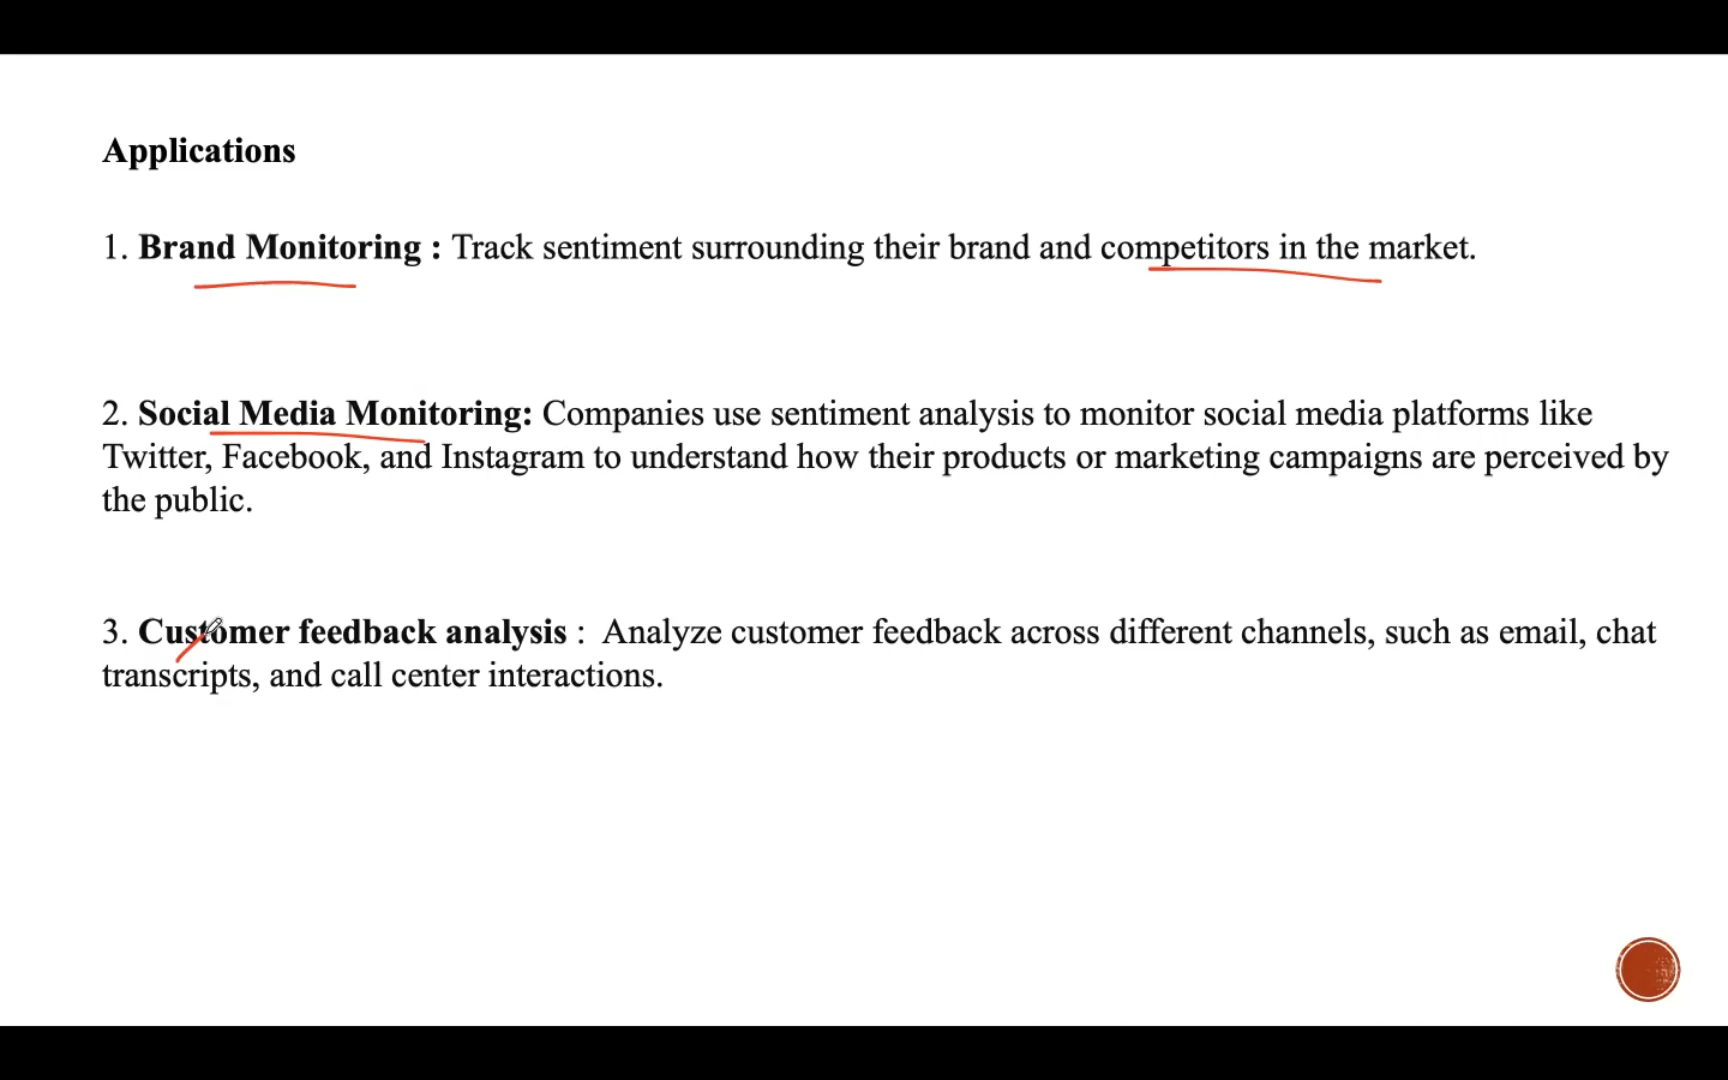 Applications
1. Brand Monitoring : Track sentiment surrounding their brand and competitors in the market.
2. Social Media Monitoring: Companies use sentiment analysis to monitor social media platforms like
Twitter, Facebook, and Instagram to understand how their products or marketing campaigns are perceived by
the public.
3. Customer feedback analysis :  Analyze customer feedback across different channels, such as email, chat
transcripts, and call center interactions.